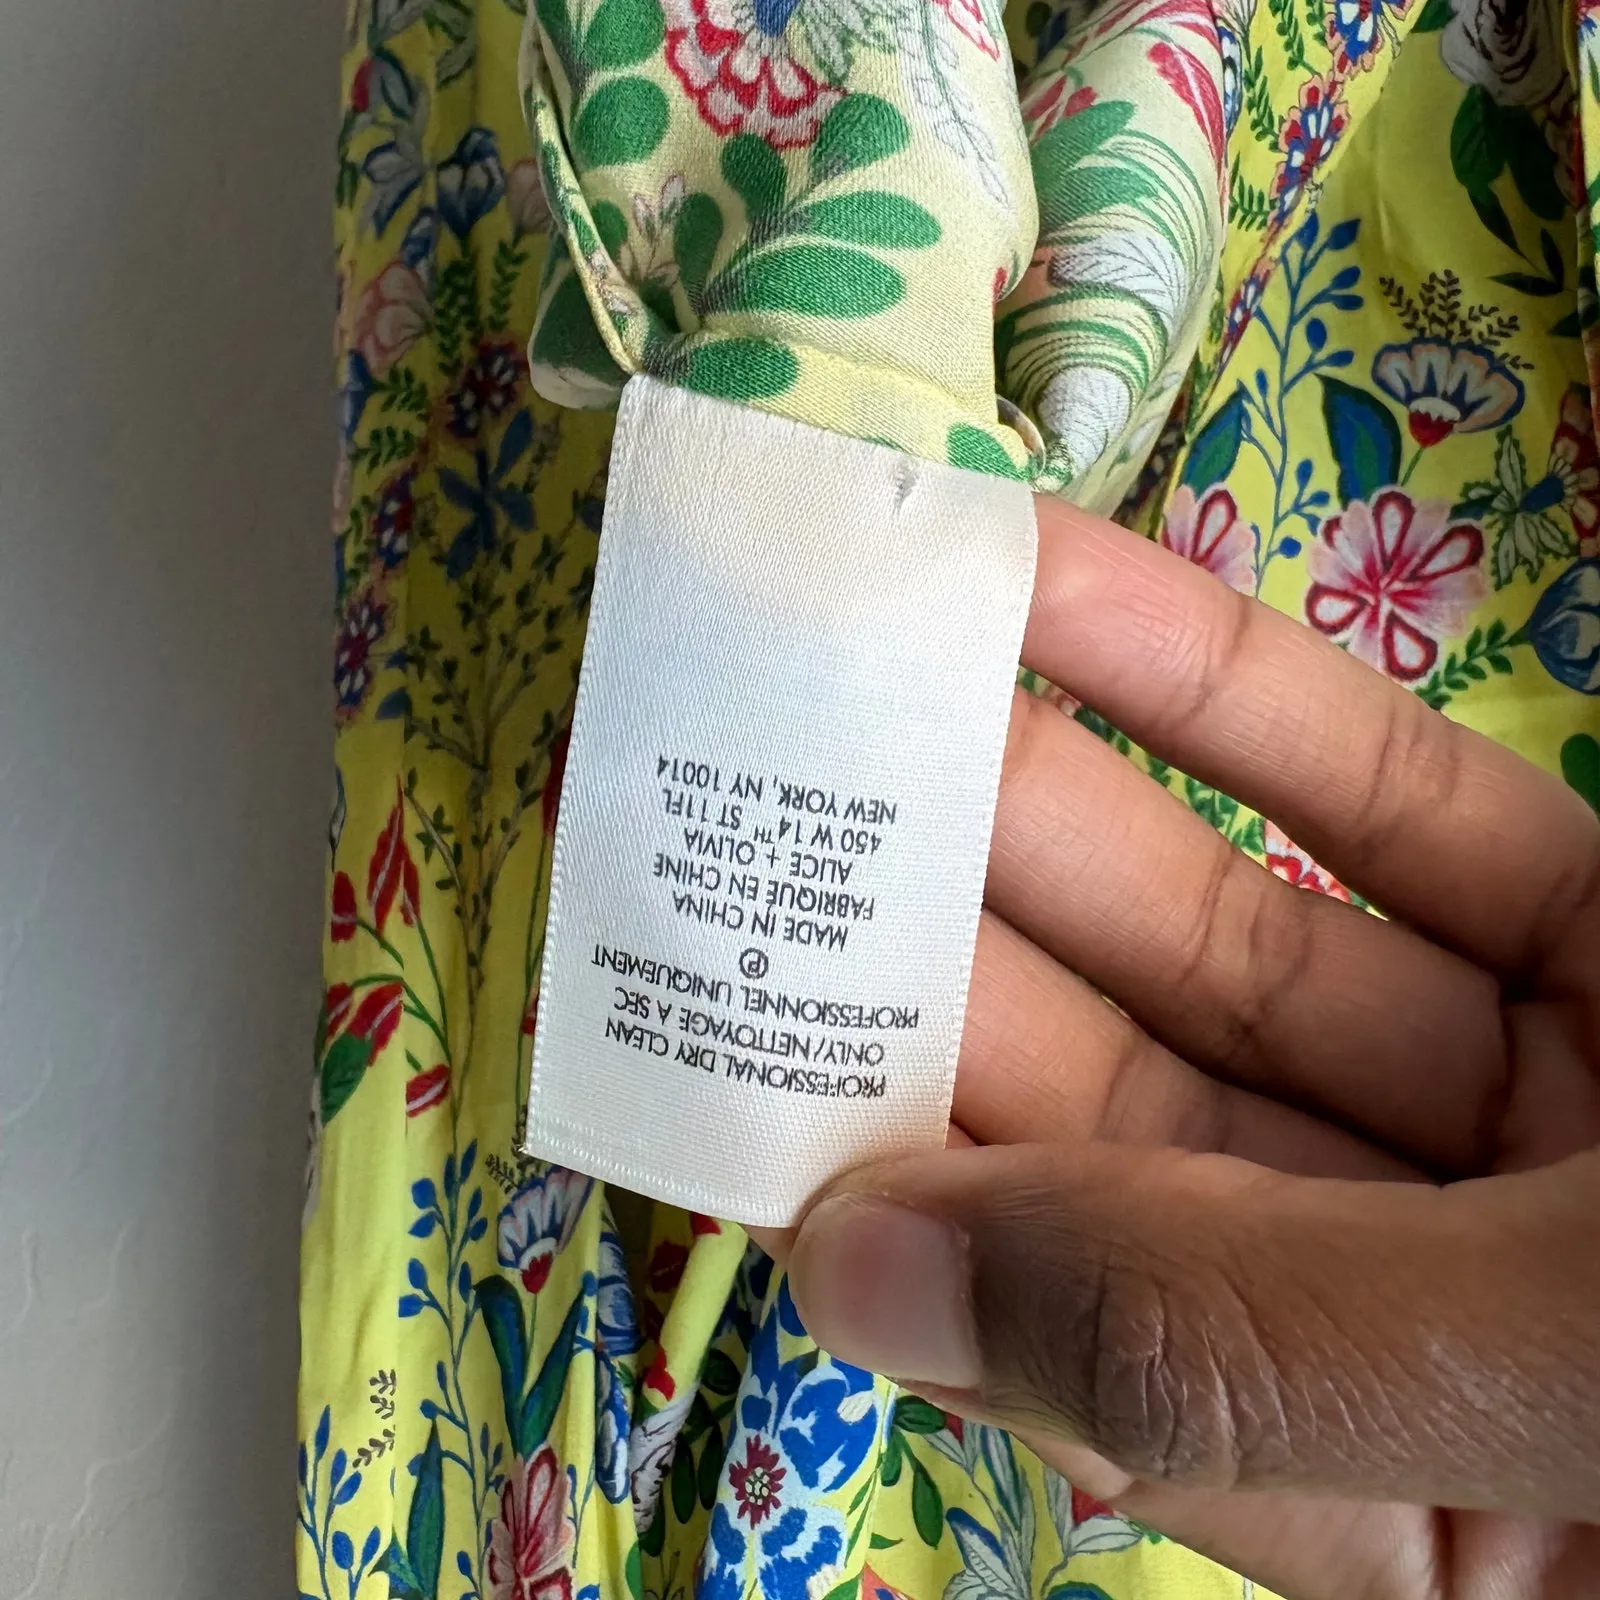 PROFESSIONAL DRY CLEAN
ONLY/NETTOYAGE A SEC
PROFESSIONNEL UNIQUEMENT
Ⓟ
MADE IN CHINA
FABRIQUÉ EN CHINE
ALICE + OLIVIA
450 W 14TH ST 11FL
NEW YORK, NY 10014